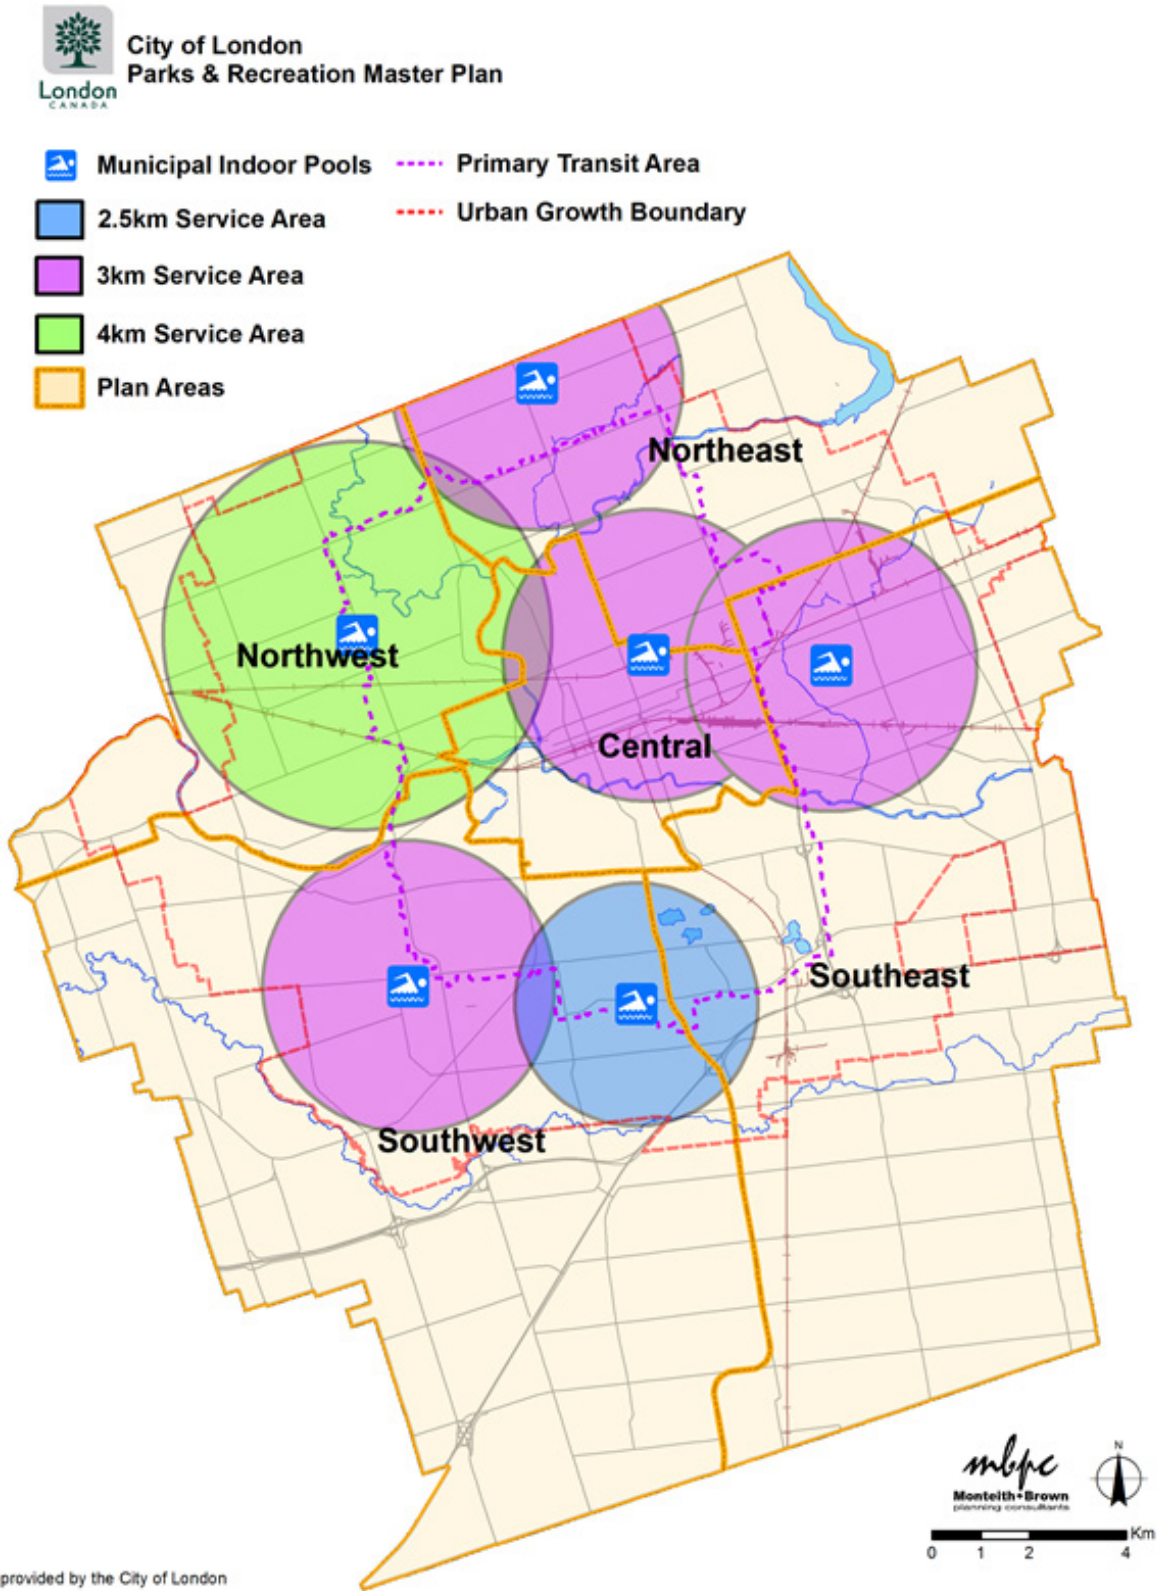 City of London
Parks & Recreation Master Plan
London
CANADA
Municipal Indoor Pools
Primary Transit Area
2.5km Service Area
Urban Growth Boundary
3km Service Area
4km Service Area
Plan Areas
Northeast
Northwest
Central
Southeast
Southwest
mbpc
Monteith+Brown
planning consultants
N
Km
0 1 2 4
provided by the City of London